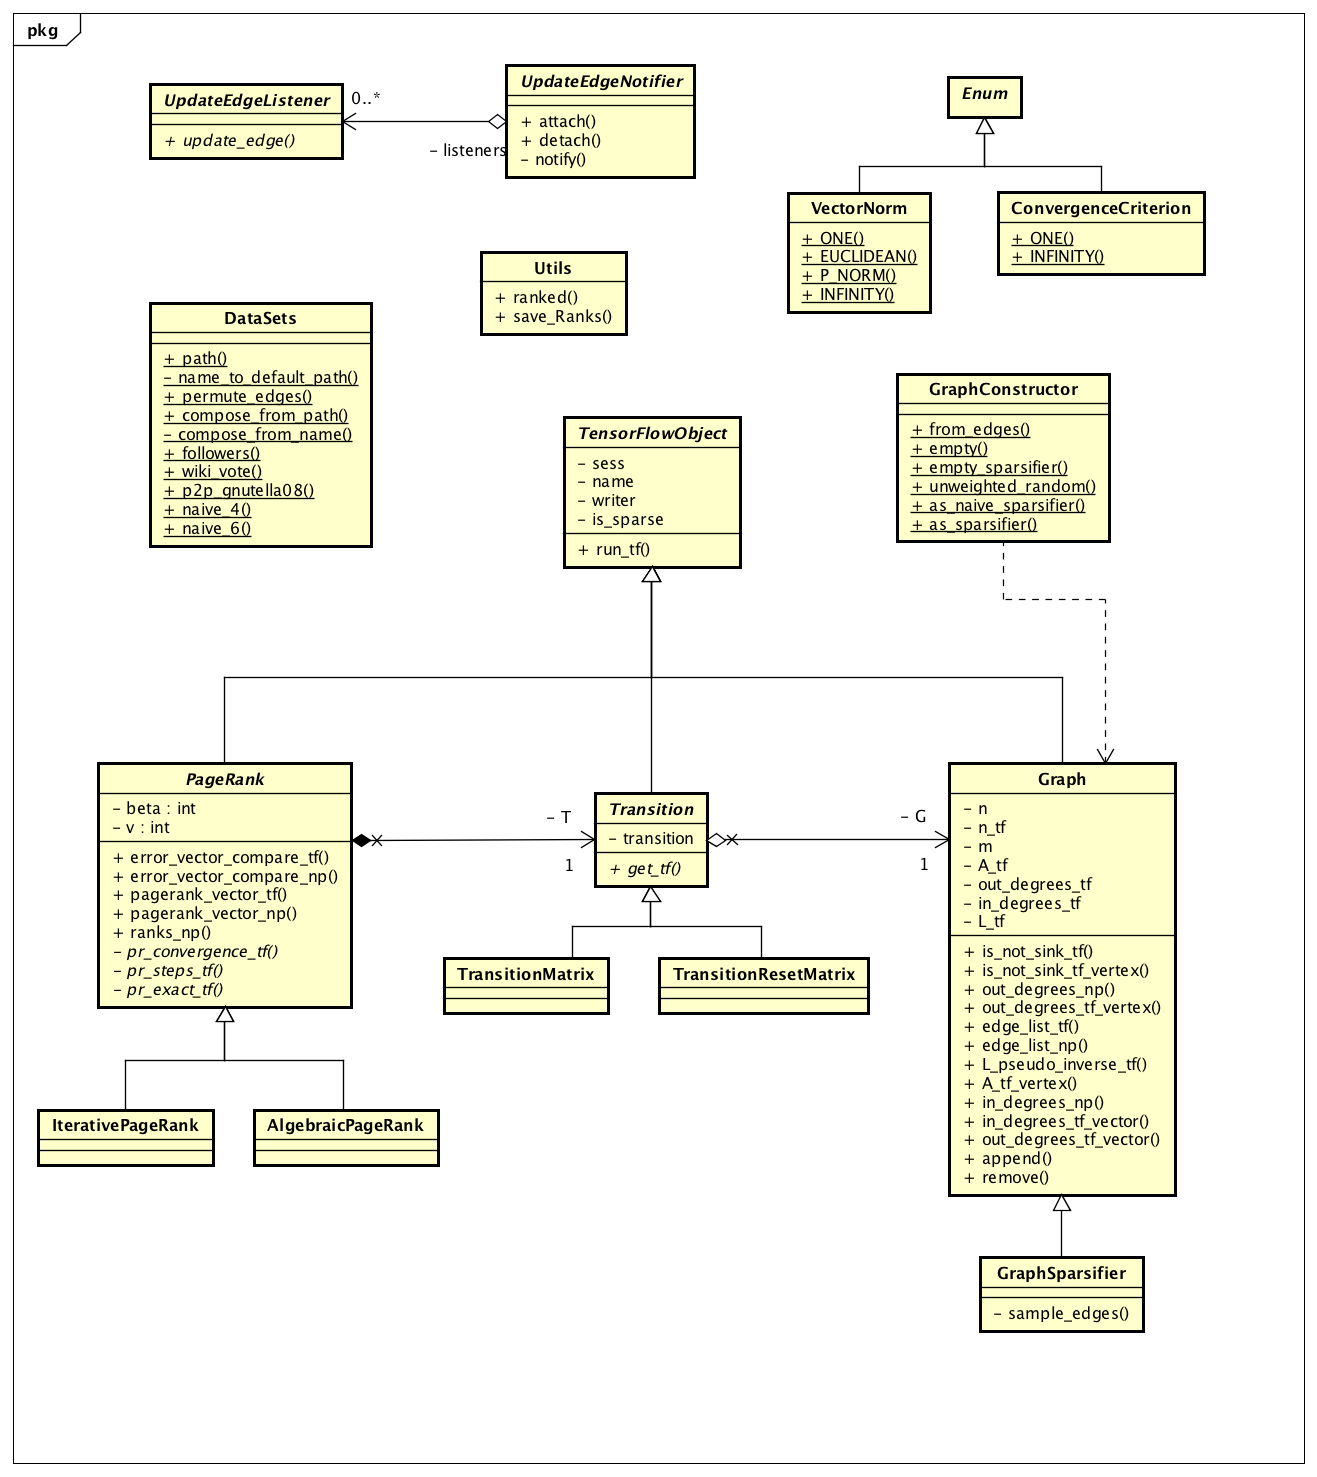 pkg
UpdateEdgeListener
+ update_edge()
0..*
– listeners
UpdateEdgeNotifier
+ attach()
+ detach()
– notify()
Enum
VectorNorm
+ ONE()
+ EUCLIDEAN()
+ P_NORM()
+ INFINITY()
ConvergenceCriterion
+ ONE()
+ INFINITY()
Utils
+ ranked()
+ save_Ranks()
DataSets
+ path()
– name_to_default_path()
+ permute_edges()
+ compose_from_path()
– compose_from_name()
+ followers()
+ wiki_vote()
+ p2p_gnutella08()
+ naive_4()
+ naive_6()
TensorFlowObject
– sess
– name
– writer
– is_sparse
+ run_tf()
GraphConstructor
+ from_edges()
+ empty()
+ empty_sparsifier()
+ unweighted_random()
+ as_naive_sparsifier()
+ as_sparsifier()
PageRank
– beta : int
– v : int
+ error_vector_compare_tf()
+ error_vector_compare_np()
+ pagerank_vector_tf()
+ pagerank_vector_np()
+ ranks_np()
– pr_convergence_tf()
– pr_steps_tf()
– pr_exact_tf()
– T
1
Transition
– transition
+ get_tf()
– G
1
Graph
– n
– n_tf
– m
– A_tf
– out_degrees_tf
– in_degrees_tf
– L_tf
+ is_not_sink_tf()
+ is_not_sink_tf_vertex()
+ out_degrees_np()
+ out_degrees_tf_vertex()
+ edge_list_tf()
+ edge_list_np()
+ L_pseudo_inverse_tf()
+ A_tf_vertex()
+ in_degrees_np()
+ in_degrees_tf_vector()
+ out_degrees_tf_vector()
+ append()
+ remove()
TransitionMatrix
TransitionResetMatrix
IterativePageRank
AlgebraicPageRank
GraphSparsifier
– sample_edges()